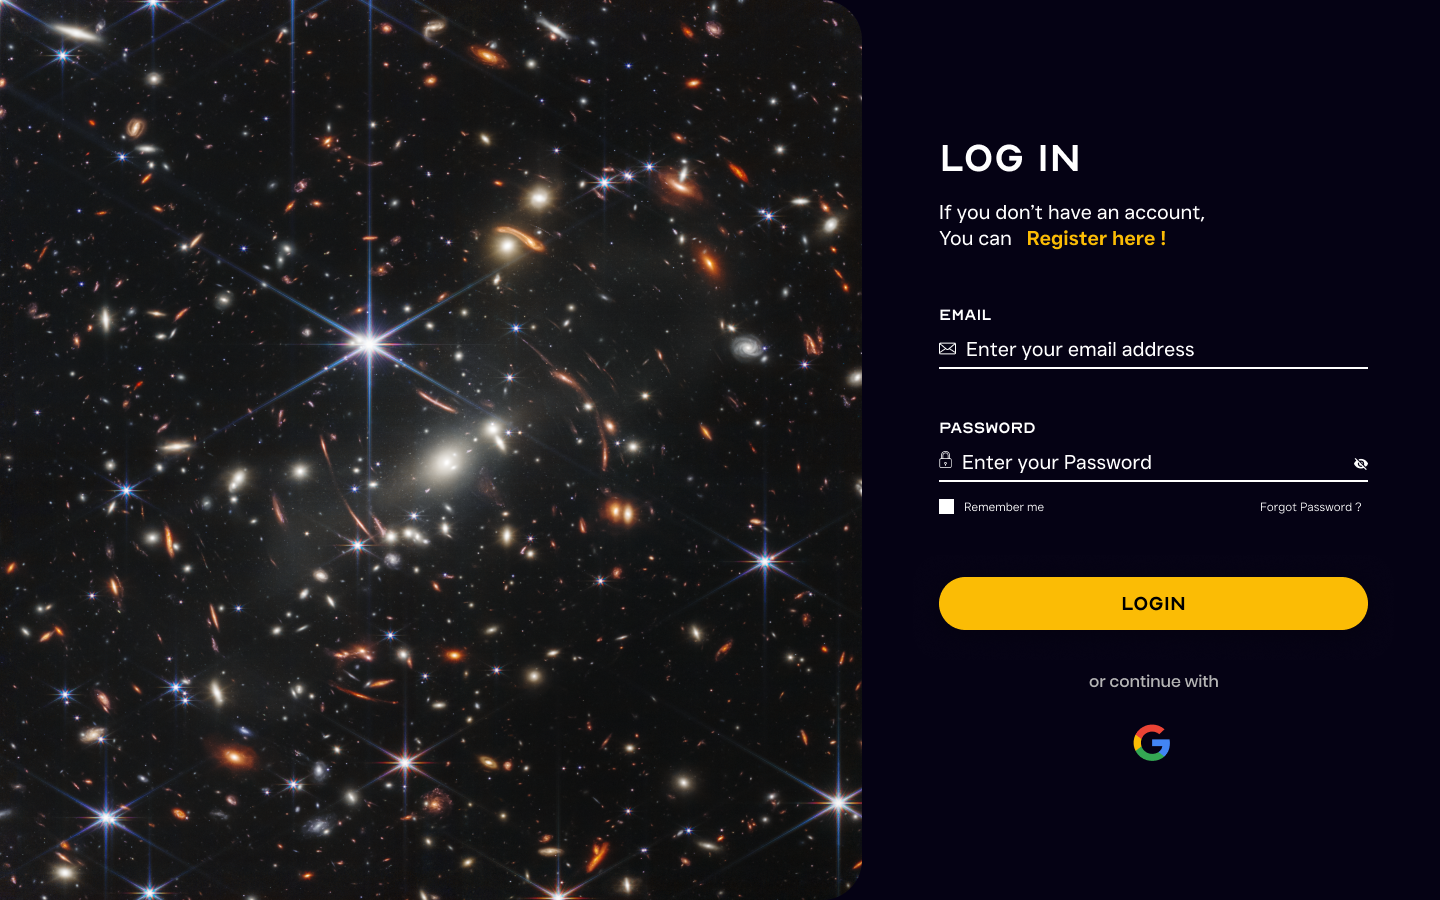 LOG IN
If you don’t have an account,
You can Register here !
EMAIL
Enter your email address
PASSWORD
Enter your Password
Remember me
Forgot Password ?
LOGIN
or continue with